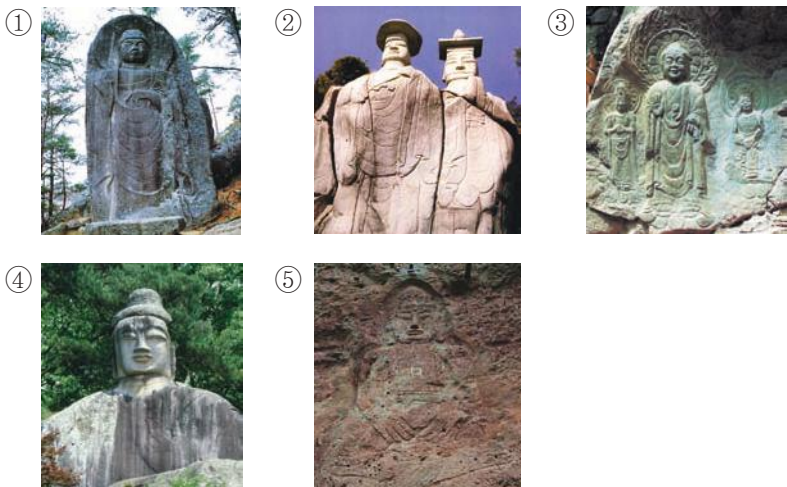 ① ② ③
④ ⑤